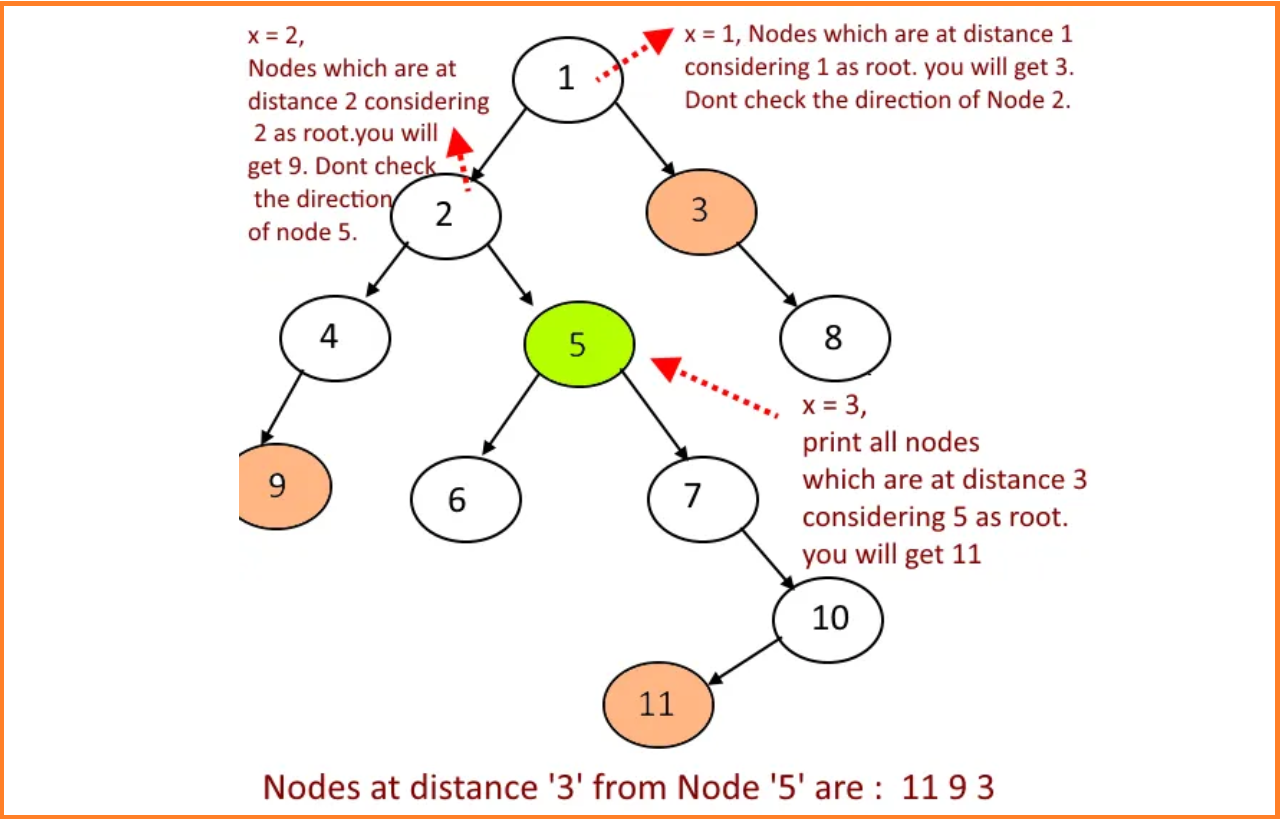 x = 2,
Nodes which are at
distance 2 considering
2 as root.you will
get 9. Dont check
the direction
of node 5.
x = 1, Nodes which are at distance 1
considering 1 as root. you will get 3.
Dont check the direction of Node 2.
1
2
3
4
5
8
x = 3,
print all nodes
which are at distance 3
considering 5 as root.
you will get 11
9
6
7
10
11
Nodes at distance '3' from Node '5' are : 11 9 3